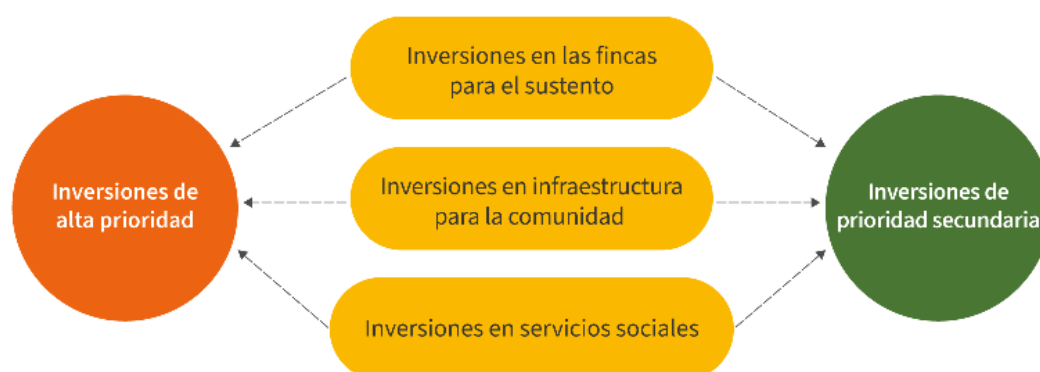 Inversiones en las fincas
para el sustento
Inversiones de
alta prioridad
Inversiones en infraestructura
para la comunidad
Inversiones de
prioridad secundaria
Inversiones en servicios sociales